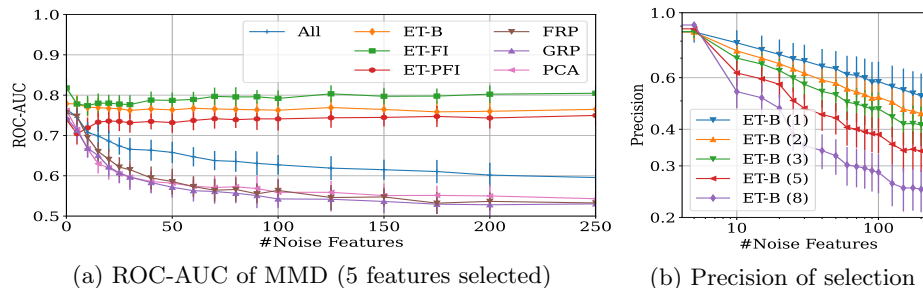 1.0
0.9
0.8
0.7
0.6
0.5
ROC-AUC
All
ET-B
ET-FI
ET-PFI
FRP
GRP
PCA
0 50 100 150 200 250
#Noise Features
(a) ROC-AUC of MMD (5 features selected)
1.0
0.6
0.4
0.3
0.2
Precision
ET-B (1)
ET-B (2)
ET-B (3)
ET-B (5)
ET-B (8)
10 100
#Noise Features
(b) Precision of selection